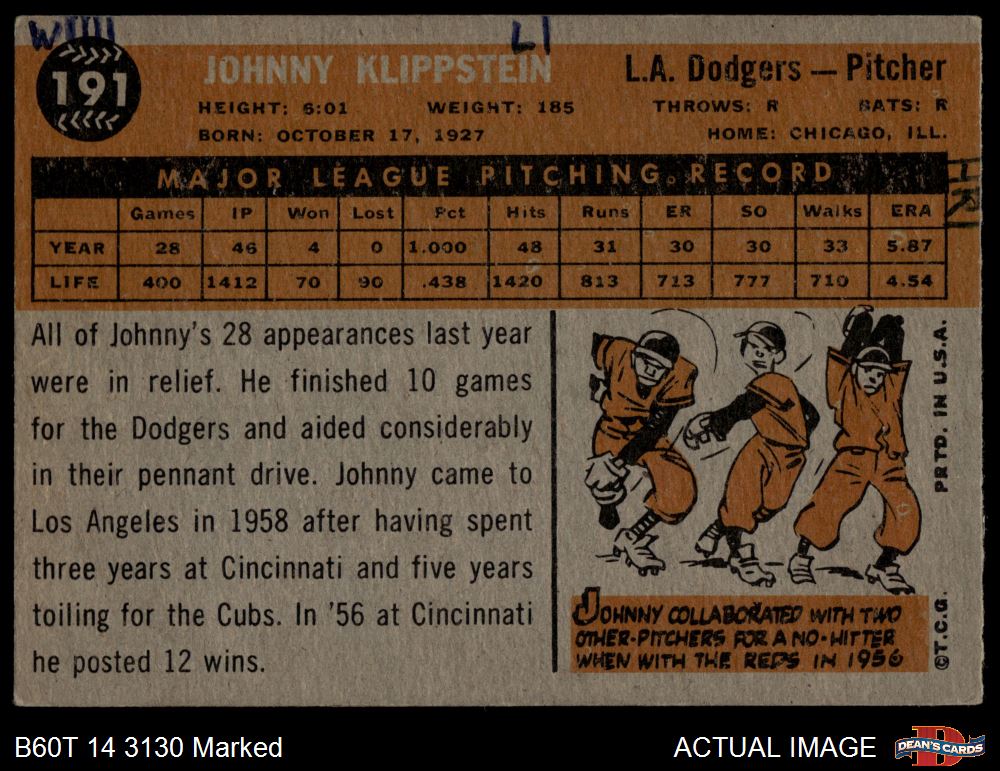 LI
191
JOHNNY KLIPPSTEIN
L.A. Dodgers — Pitcher
HEIGHT: 6:01 WEIGHT: 185 THROWS: R BATS: R
BORN: OCTOBER 17, 1927 HOME: CHICAGO, ILL.
MAJOR LEAGUE PITCHING RECORD
Games IP Won Lost Pct Hits Runs ER SO Walks ERA
YEAR 28 46 4 0 1.000 48 31 30 30 33 5.87
LIFE 400 1412 70 90 .438 1420 813 713 777 710 4.54
All of Johnny's 28 appearances last year
were in relief. He finished 10 games
for the Dodgers and aided considerably
in their pennant drive. Johnny came to
Los Angeles in 1958 after having spent
three years at Cincinnati and five years
toiling for the Cubs. In '56 at Cincinnati
he posted 12 wins.
JOHNNY COLLABORATED WITH TWO
OTHER PITCHERS FOR A NO-HITTER
WHEN WITH THE REDS IN 1956
©T.C.G. PRTD. IN U.S.A.
B60T 14 3130 Marked
ACTUAL IMAGE
D
DEAN'S CARDS